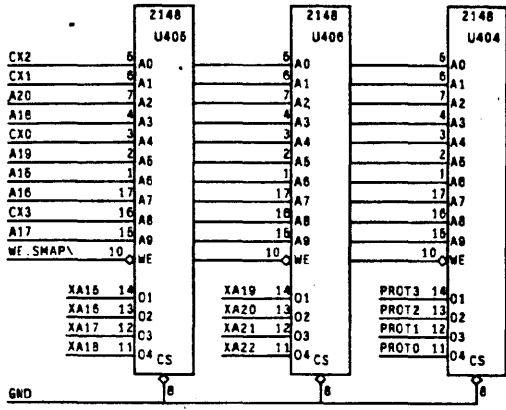 2148 2148 2148
U405 U406 U404
CX2 5 A0 5 A0 5 A0
CX1 6 A1 6 A1 6 A1
A20 7 A2 7 A2 7 A2
A18 4 A3 4 A3 4 A3
CX0 3 A4 3 A4 3 A4
A19 2 A5 2 A5 2 A5
A15 1 A6 1 A6 1 A6
A16 17 A7 17 A7 17 A7
CX3 16 A8 16 A8 16 A8
A17 15 A9 15 A9 15 A9
WE.SMAP\ 10 WE 10 WE 10 WE
XA15 14 O1 XA19 14 O1 PROT3 14 O1
XA16 13 O2 XA20 13 O2 PROT2 13 O2
XA17 12 O3 XA21 12 O3 PROT1 12 O3
XA18 11 O4 XA22 11 O4 PROT0 11 O4
CS CS CS
GND 8 8 8